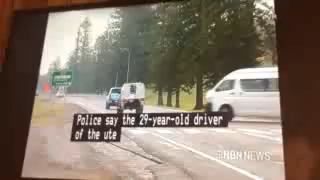 Police say the 29-year-old driver
of the ute
NBN NEWS